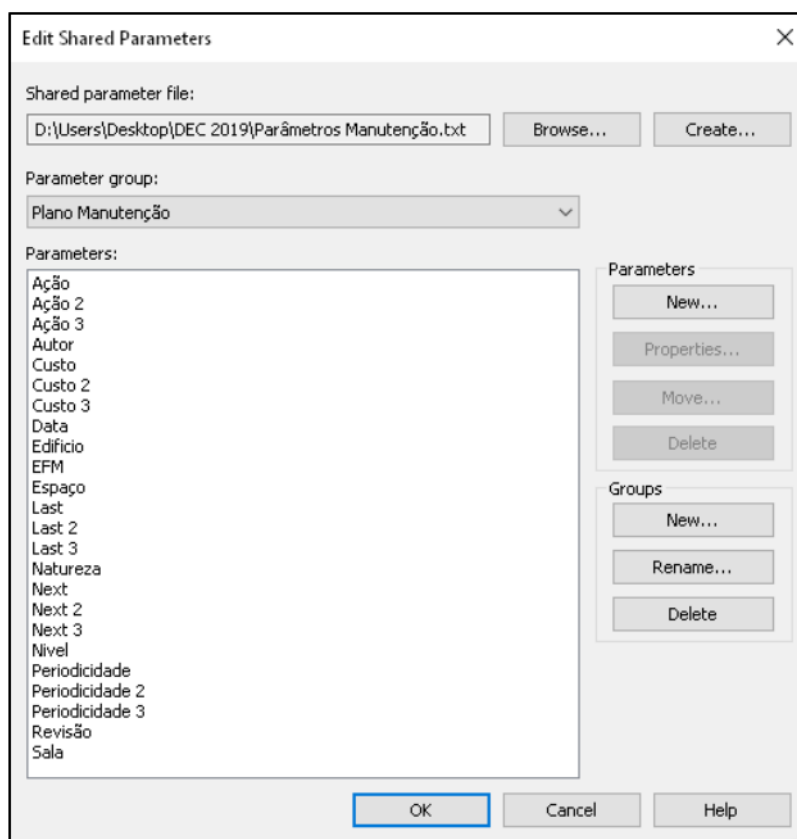 Edit Shared Parameters
Shared parameter file:
D:\Users\Desktop\DEC 2019\Parâmetros Manutenção.txt
Browse...
Create...
Parameter group:
Plano Manutenção
Parameters:
Ação
Ação 2
Ação 3
Autor
Custo
Custo 2
Custo 3
Data
Edificio
EFM
Espaço
Last
Last 2
Last 3
Natureza
Next
Next 2
Next 3
Nivel
Periodicidade
Periodicidade 2
Periodicidade 3
Revisão
Sala
Parameters
New...
Properties...
Move...
Delete
Groups
New...
Rename...
Delete
OK
Cancel
Help